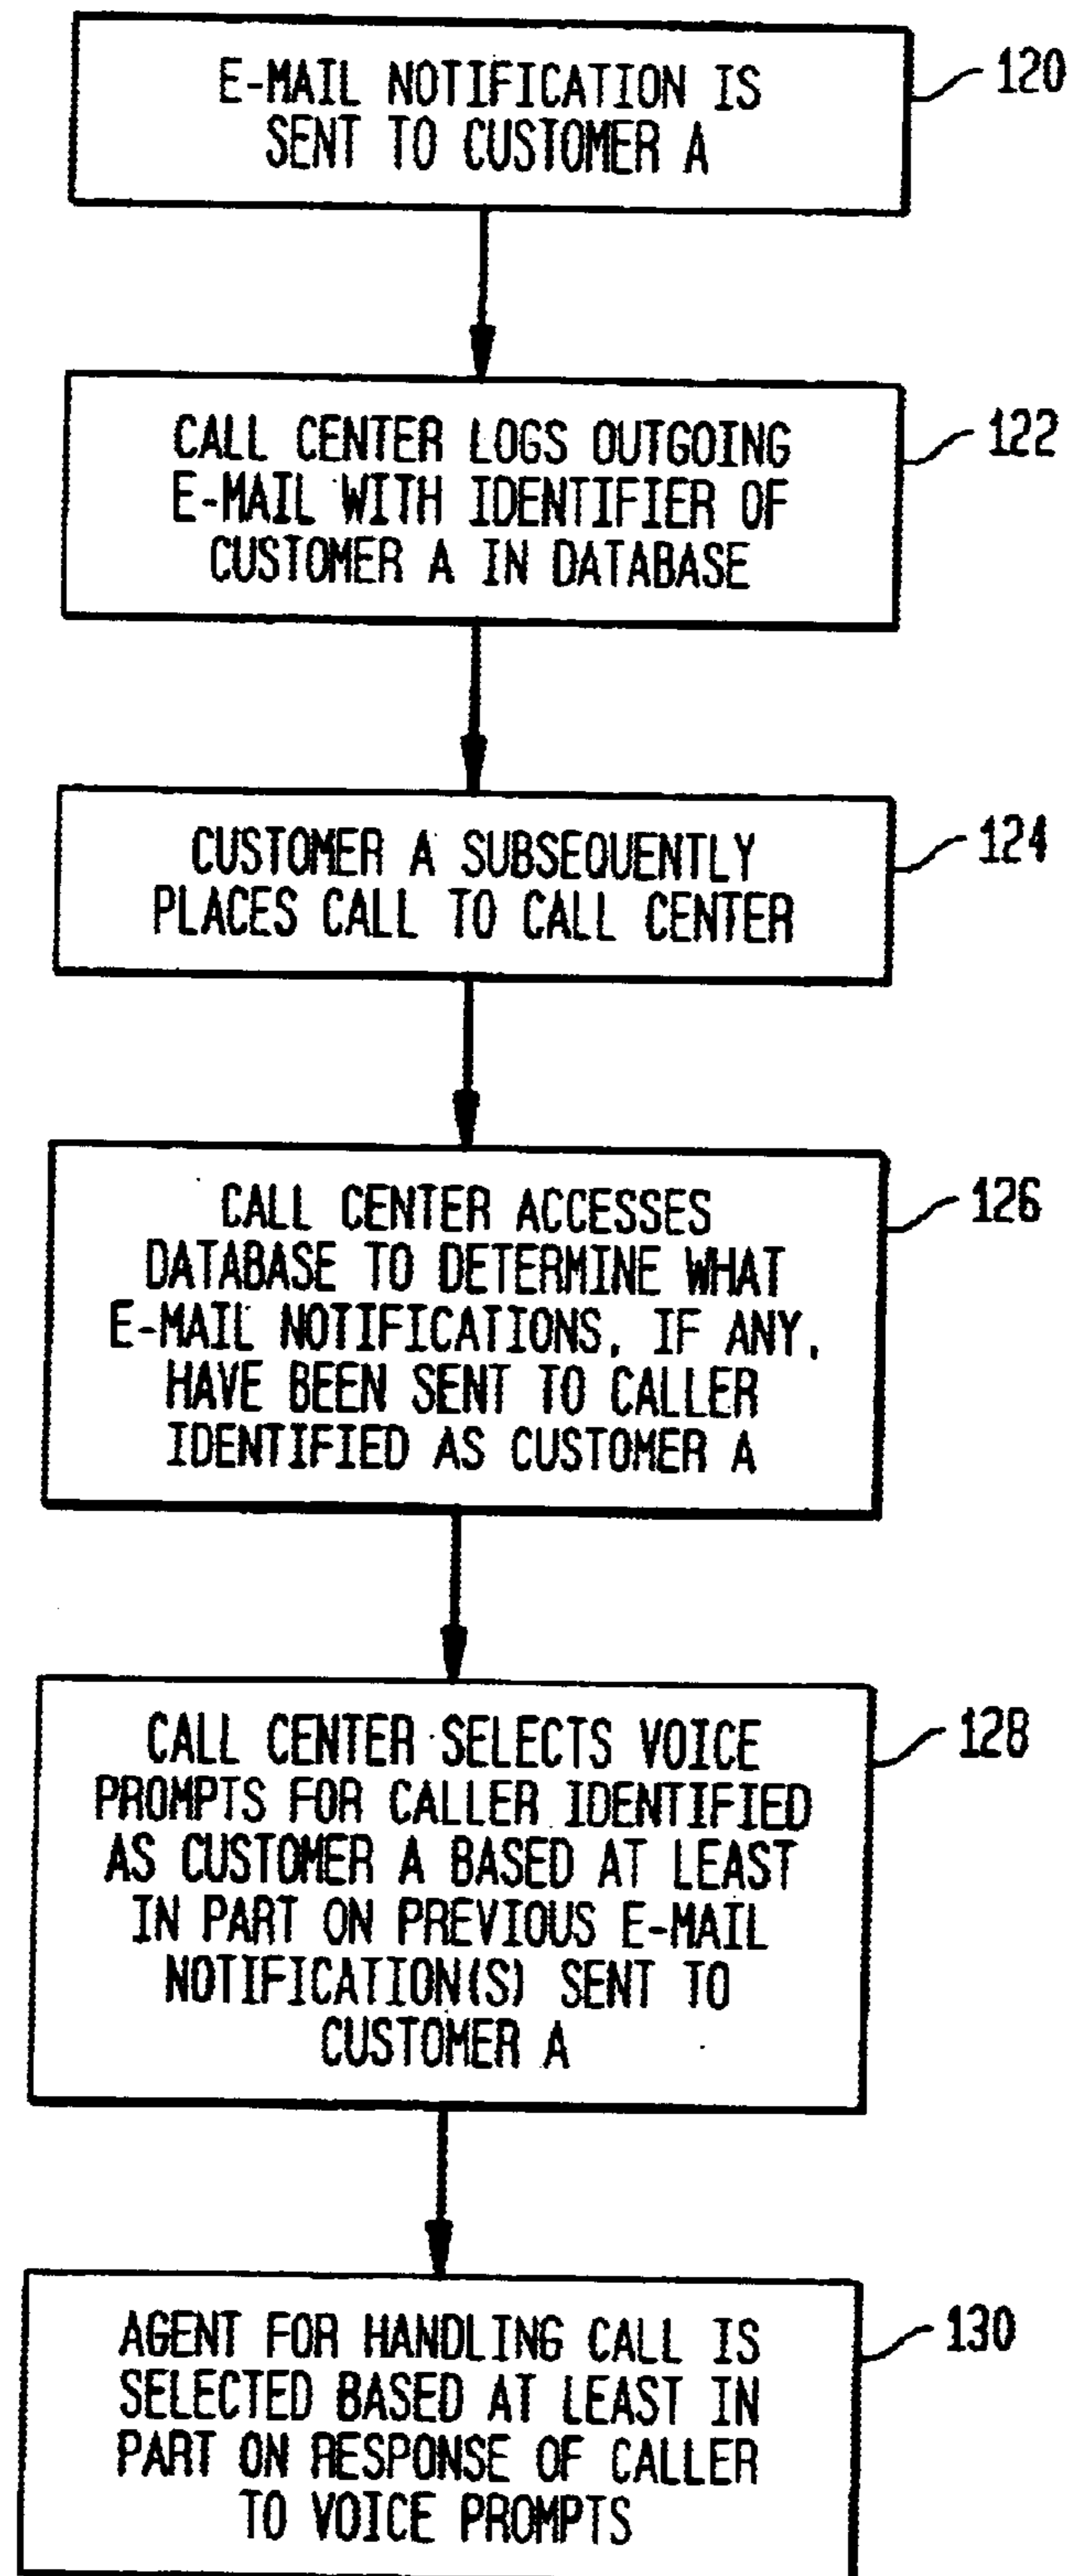 E-MAIL NOTIFICATION IS
SENT TO CUSTOMER A
120
CALL CENTER LOGS OUTGOING
E-MAIL WITH IDENTIFIER OF
CUSTOMER A IN DATABASE
122
CUSTOMER A SUBSEQUENTLY
PLACES CALL TO CALL CENTER
124
CALL CENTER ACCESSES
DATABASE TO DETERMINE WHAT
E-MAIL NOTIFICATIONS, IF ANY,
HAVE BEEN SENT TO CALLER
IDENTIFIED AS CUSTOMER A
126
CALL CENTER SELECTS VOICE
PROMPTS FOR CALLER IDENTIFIED
AS CUSTOMER A BASED AT LEAST
IN PART ON PREVIOUS E-MAIL
NOTIFICATION(S) SENT TO
CUSTOMER A
128
AGENT FOR HANDLING CALL IS
SELECTED BASED AT LEAST IN
PART ON RESPONSE OF CALLER
TO VOICE PROMPTS
130